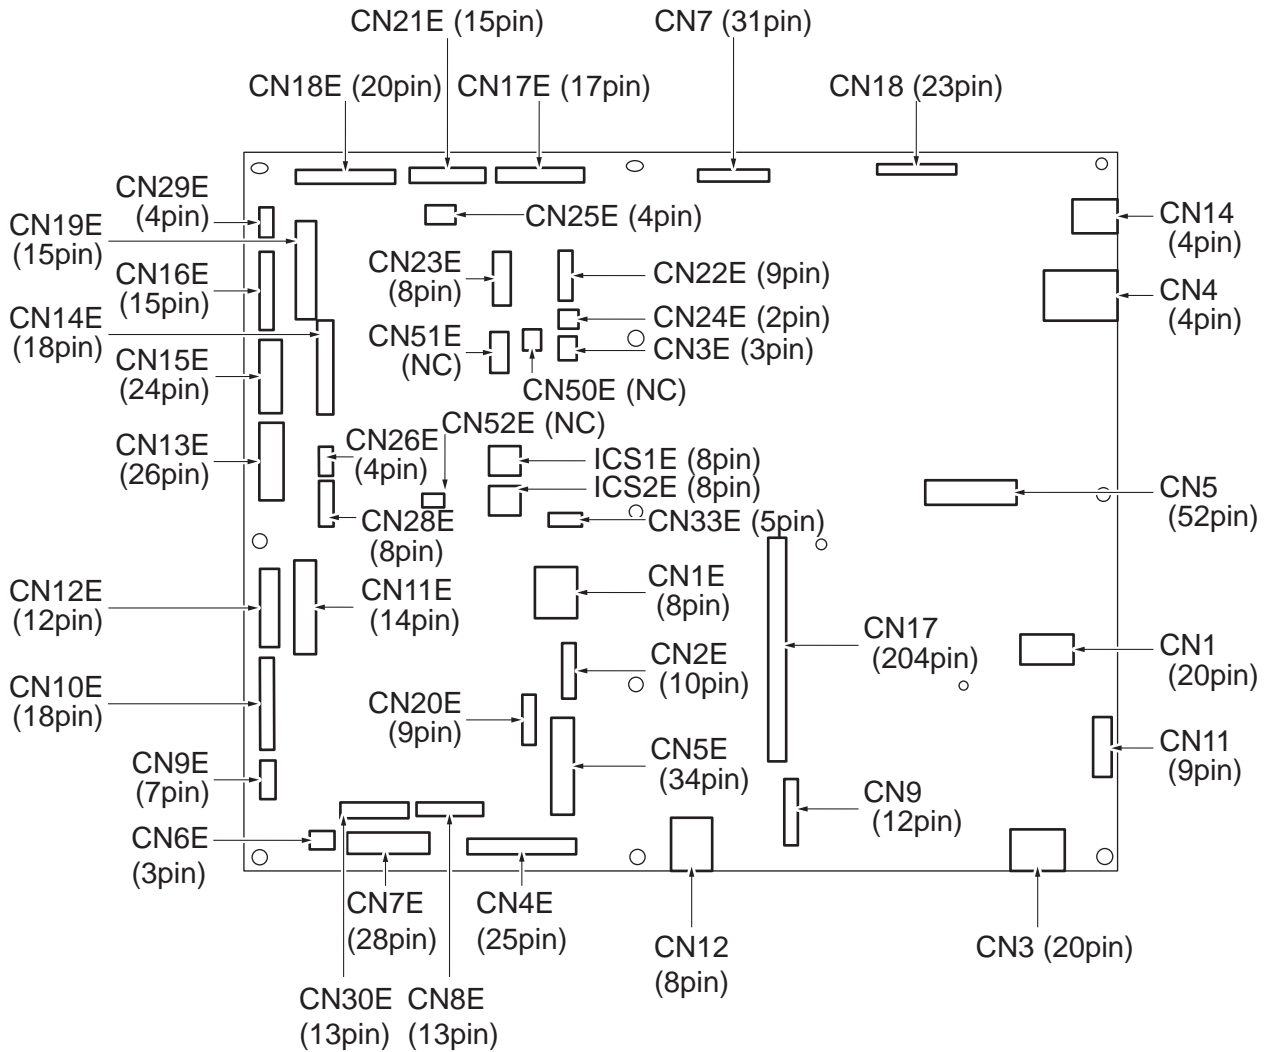 CN21E (15pin)
CN7 (31pin)
CN18E (20pin)
CN17E (17pin)
CN18 (23pin)
CN29E
(4pin)
CN19E
(15pin)
CN16E
(15pin)
CN14E
(18pin)
CN15E
(24pin)
CN13E
(26pin)
CN25E (4pin)
CN23E
(8pin)
CN22E (9pin)
CN24E (2pin)
CN51E
(NC)
CN3E (3pin)
CN50E (NC)
CN52E (NC)
CN26E
(4pin)
ICS1E (8pin)
ICS2E (8pin)
CN28E
(8pin)
CN33E (5pin)
CN14
(4pin)
CN4
(4pin)
CN5
(52pin)
CN12E
(12pin)
CN11E
(14pin)
CN1E
(8pin)
CN17
(204pin)
CN1
(20pin)
CN10E
(18pin)
CN2E
(10pin)
CN20E
(9pin)
CN5E
(34pin)
CN11
(9pin)
CN9E
(7pin)
CN9
(12pin)
CN6E
(3pin)
CN7E
(28pin)
CN4E
(25pin)
CN12
(8pin)
CN3 (20pin)
CN30E
(13pin)
CN8E
(13pin)